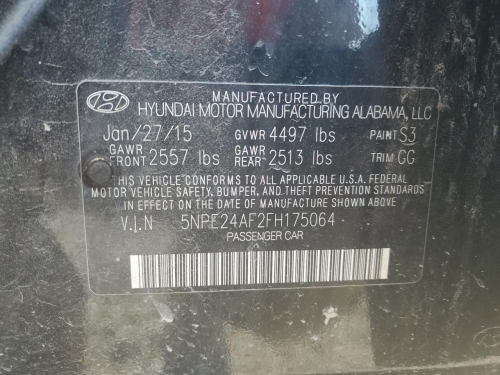 MANUFACTURED BY
HYUNDAI MOTOR MANUFACTURING ALABAMA, LLC
Jan/27/15 GVWR 4497 lbs PAINT S3
GAWR FRONT 2557 lbs GAWR REAR 2513 lbs TRIM GG
THIS VEHICLE CONFORMS TO ALL APPLICABLE U.S.A. FEDERAL
MOTOR VEHICLE SAFETY, BUMPER, AND THEFT PREVENTION STANDARDS
IN EFFECT ON THE DATE OF MANUFACTURE SHOWN ABOVE.
V.I.N 5NPE24AF2FH175064
PASSENGER CAR